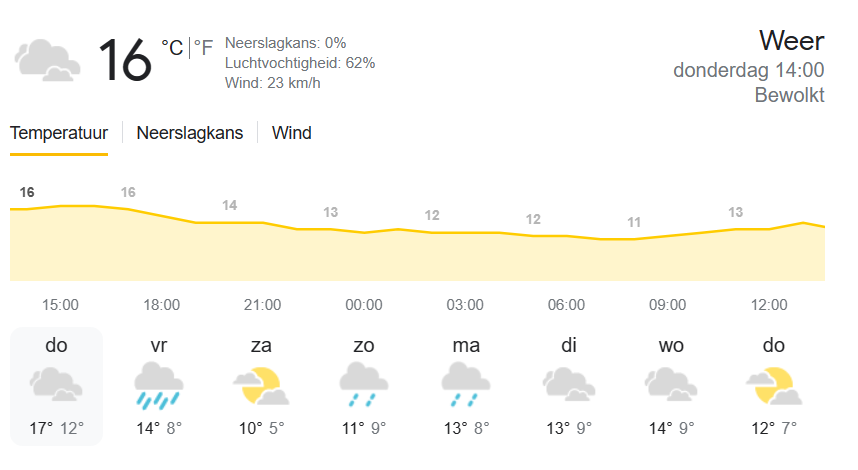 16 °C | °F
Neerslagkans: 0%
Luchtvochtigheid: 62%
Wind: 23 km/h
Weer
donderdag 14:00
Bewolkt
Temperatuur | Neerslagkans | Wind
16 16 14 13 12 12 11 13
15:00 18:00 21:00 00:00 03:00 06:00 09:00 12:00
do vr za zo ma di wo do
17° 12° 14° 8° 10° 5° 11° 9° 13° 8° 13° 9° 14° 9° 12° 7°